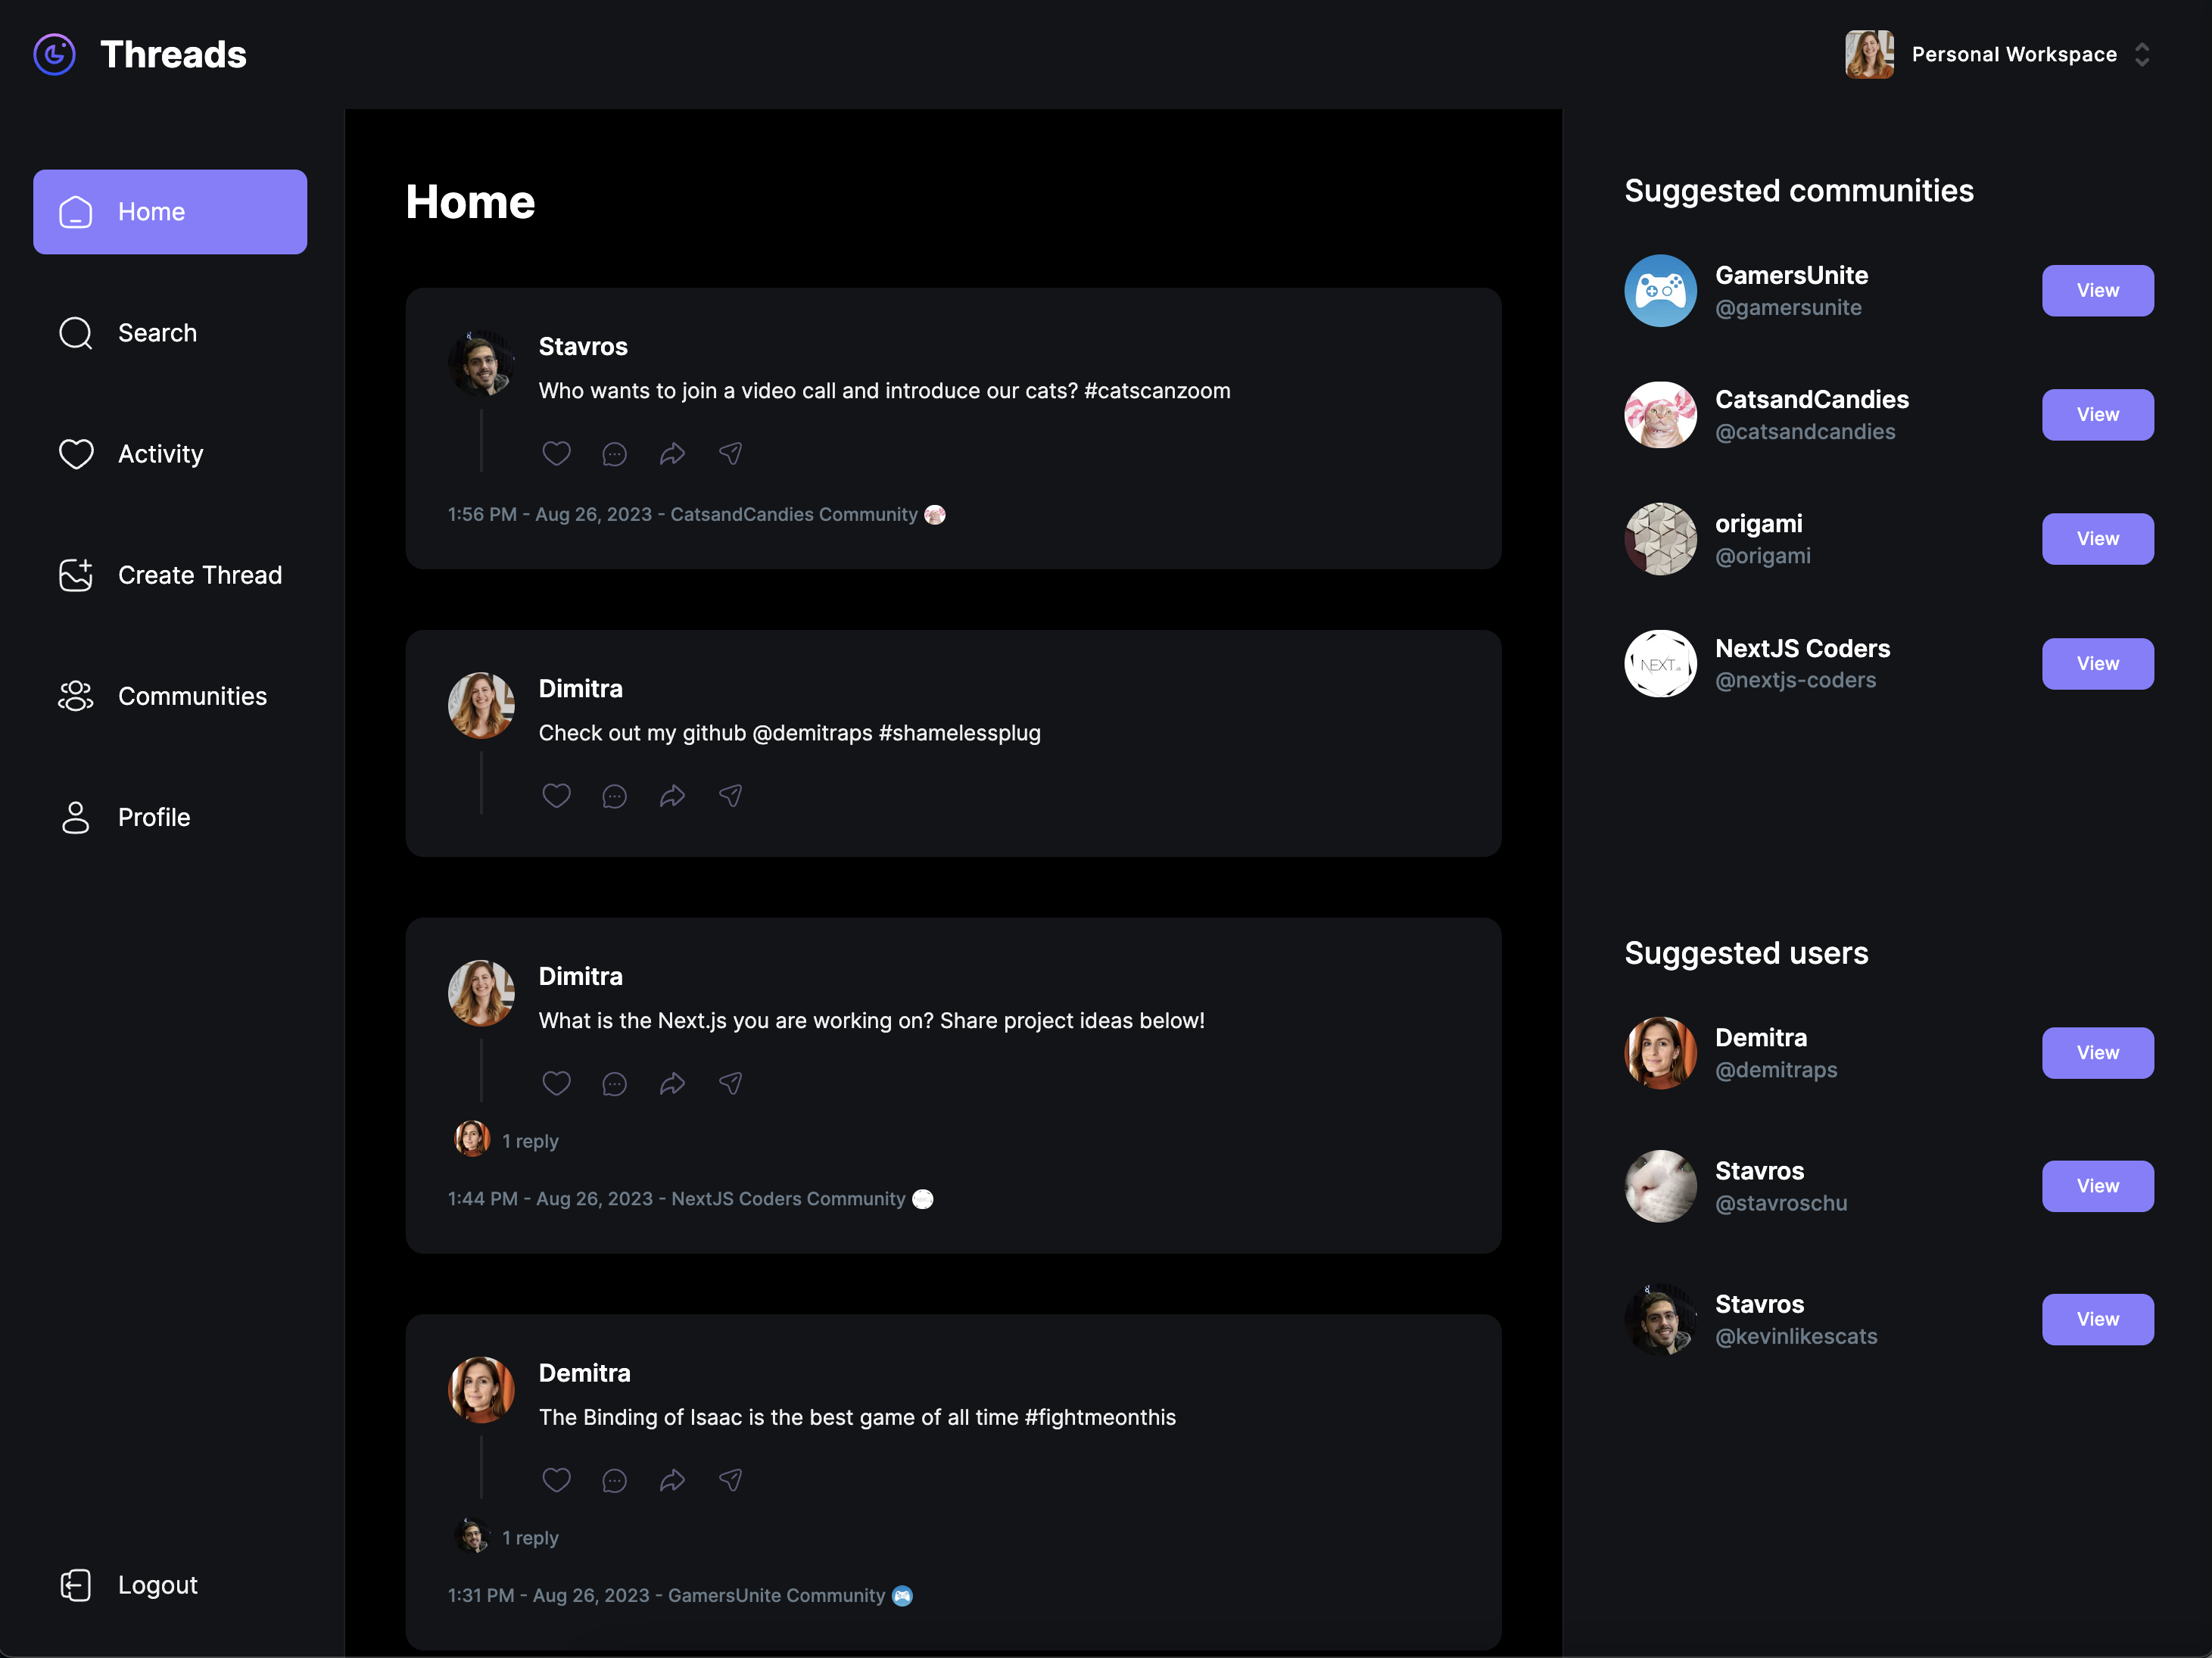 Threads
Personal Workspace
Home
Search
Activity
Create Thread
Communities
Profile
Logout
Home
Stavros
Who wants to join a video call and introduce our cats? #catscanzoom
1:56 PM - Aug 26, 2023 - CatsandCandies Community
Dimitra
Check out my github @demitraps #shamelessplug
Dimitra
What is the Next.js you are working on? Share project ideas below!
1 reply
1:44 PM - Aug 26, 2023 - NextJS Coders Community
Demitra
The Binding of Isaac is the best game of all time #fightmeonthis
1 reply
1:31 PM - Aug 26, 2023 - GamersUnite Community
Suggested communities
GamersUnite
@gamersunite
View
CatsandCandies
@catsandcandies
View
origami
@origami
View
NEXT.JS
NextJS Coders
@nextjs-coders
View
Suggested users
Demitra
@demitraps
View
Stavros
@stavroschu
View
Stavros
@kevinlikescats
View